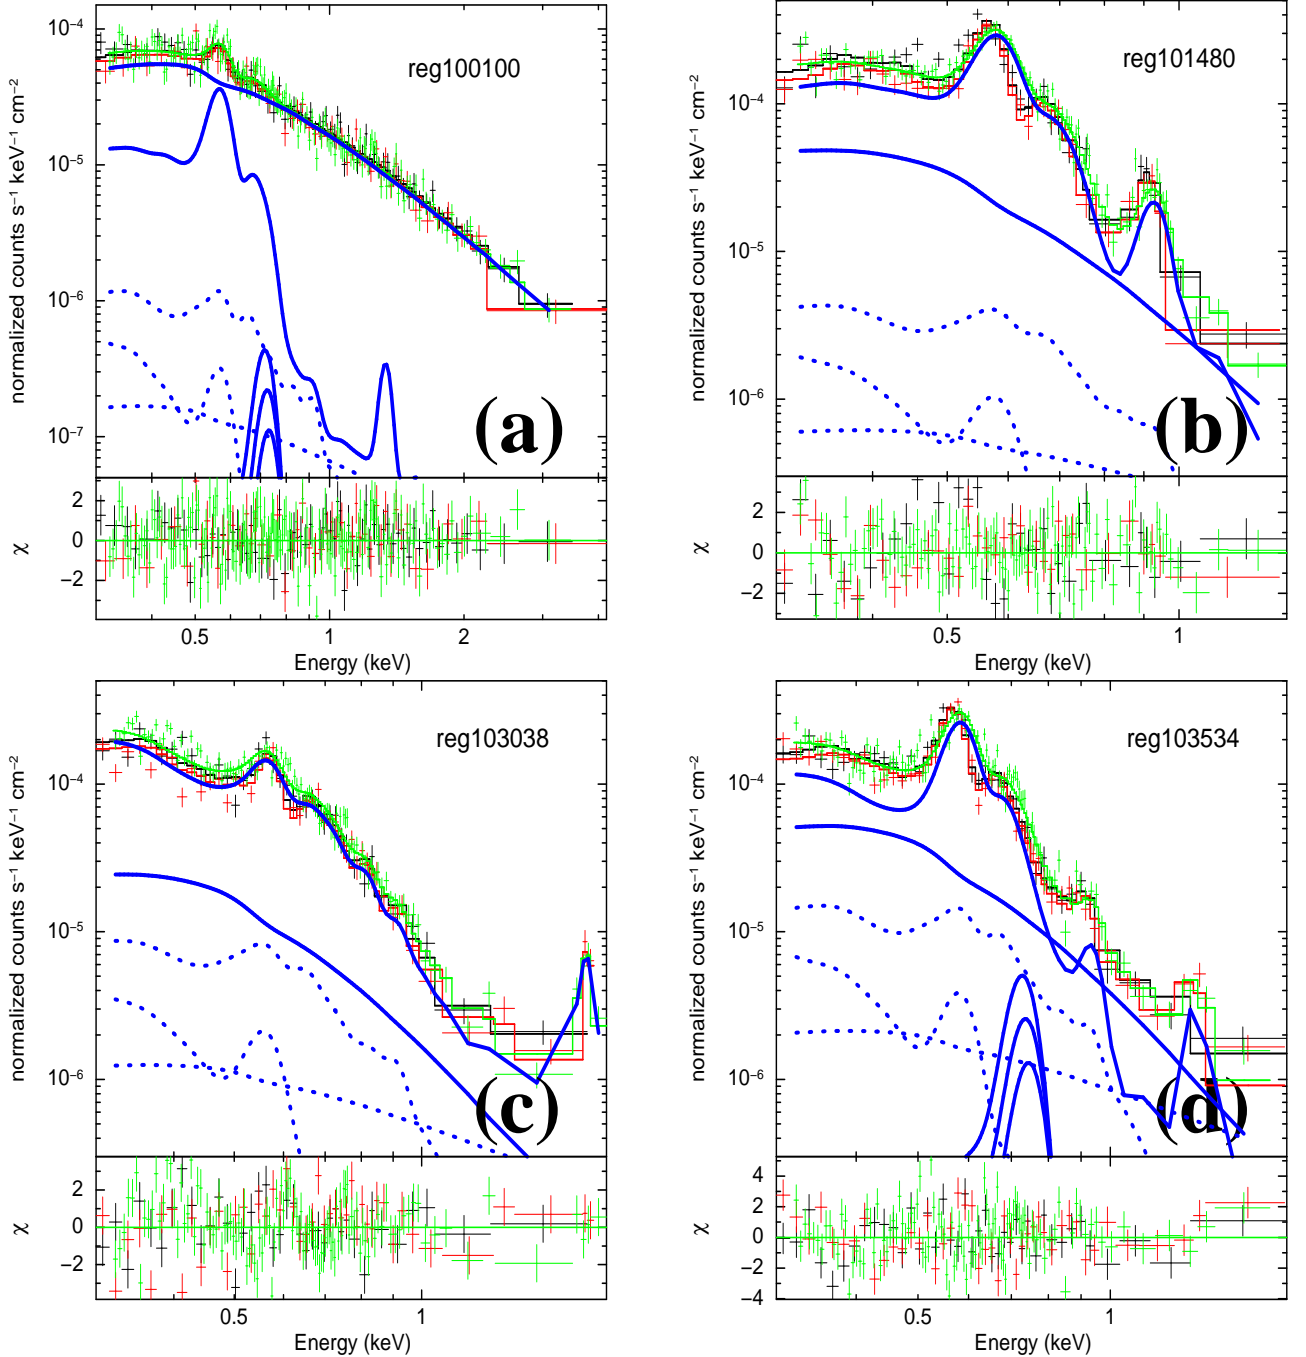 normalized counts s⁻¹ keV⁻¹ cm⁻²
10⁻⁴
10⁻⁵
10⁻⁶
10⁻⁷
reg100100
(a)
χ
2
0
−2
0.5 1 2
Energy (keV)
normalized counts s⁻¹ keV⁻¹ cm⁻²
10⁻⁴
10⁻⁵
10⁻⁶
reg101480
(b)
χ
2
0
−2
0.5 1
Energy (keV)
normalized counts s⁻¹ keV⁻¹ cm⁻²
10⁻⁴
10⁻⁵
10⁻⁶
reg103038
(c)
χ
2
0
−2
0.5 1
Energy (keV)
normalized counts s⁻¹ keV⁻¹ cm⁻²
10⁻⁴
10⁻⁵
10⁻⁶
reg103534
(d)
χ
4
2
0
−2
−4
0.5 1
Energy (keV)